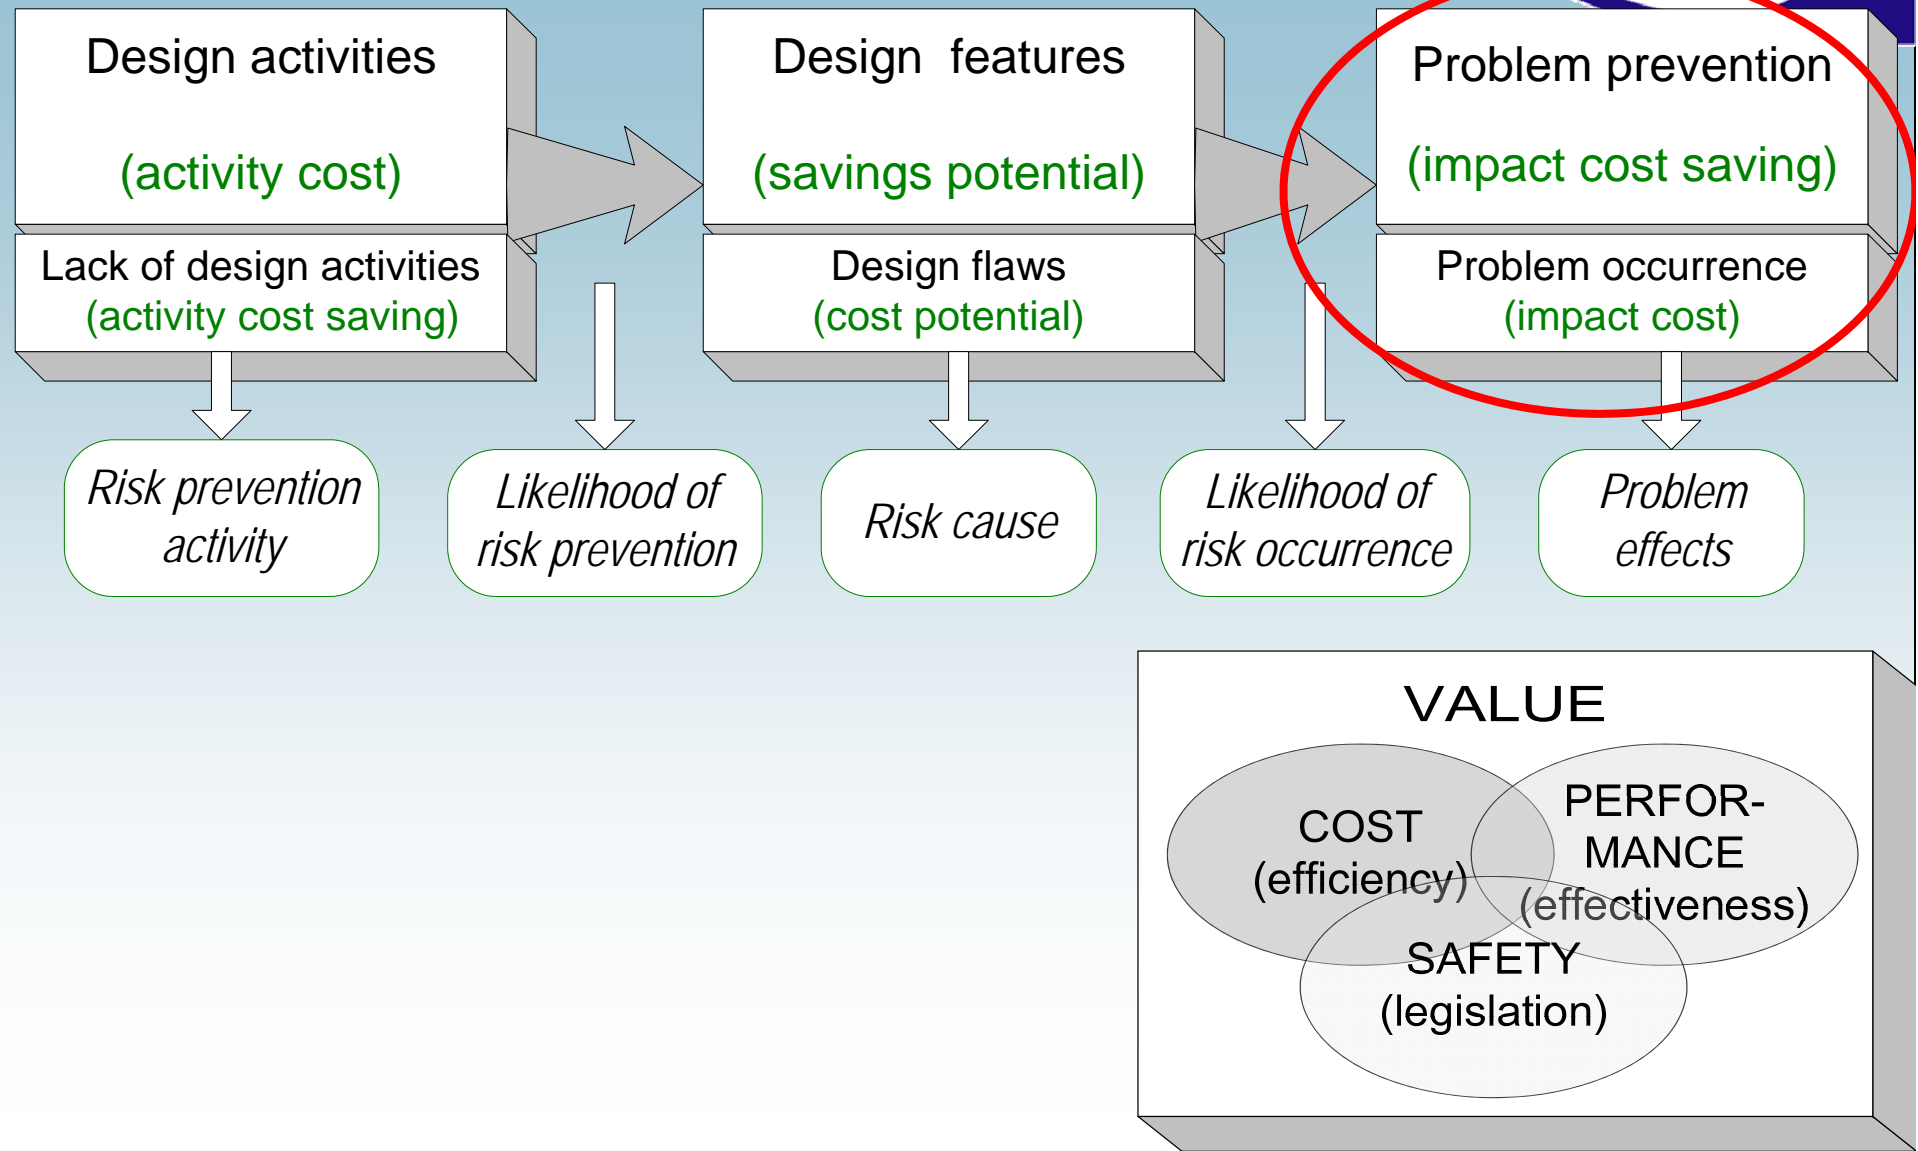 Design activities
(activity cost)
Lack of design activities
(activity cost saving)
Design features
(savings potential)
Design flaws
(cost potential)
Problem prevention
(impact cost saving)
Problem occurrence
(impact cost)
Risk prevention
activity
Likelihood of
risk prevention
Risk cause
Likelihood of
risk occurrence
Problem
effects
VALUE
COST
(efficiency)
PERFOR-
MANCE
(effectiveness)
SAFETY
(legislation)